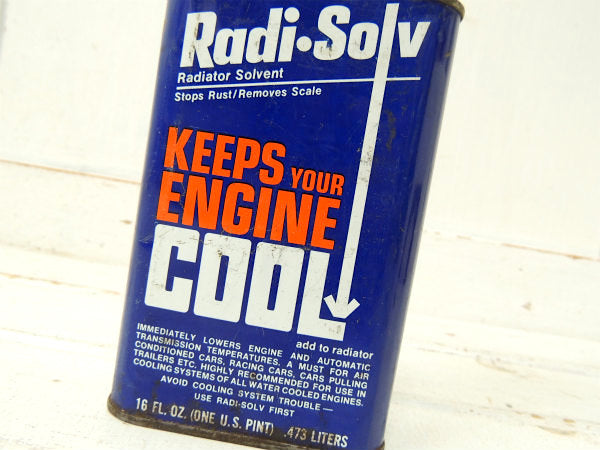 Radi•Solv
Radiator Solvent
Stops Rust/Removes Scale
KEEPS YOUR
ENGINE
COOL
add to radiator
IMMEDIATELY LOWERS ENGINE AND AUTOMATIC
TRANSMISSION TEMPERATURES. A MUST FOR AIR
CONDITIONED CARS, RACING CARS, CARS PULLING
TRAILERS ETC. HIGHLY RECOMMENDED FOR USE IN
COOLING SYSTEMS OF ALL WATER COOLED ENGINES.
AVOID COOLING SYSTEM TROUBLE —
USE RADI-SOLV FIRST
16 FL. OZ. (ONE U.S. PINT) .473 LITERS